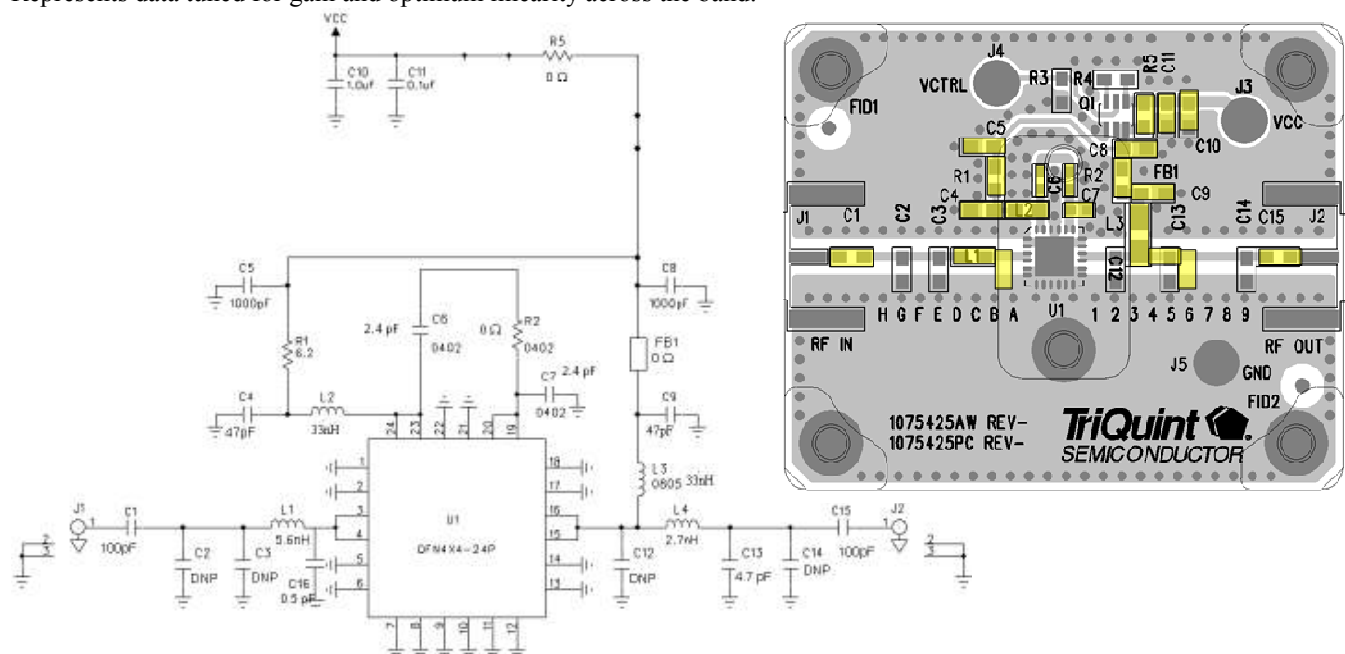 Represents data tuned for gain and optimum linearity across the band.
VCC
R5
0 Ω
C10
1.0uf
C11
0.1uf
C5
1000pF
C8
1000pF
C6
2.4 pF
0402
R2
0 Ω
0402
FB1
0 Ω
R1
6.2
C7
2.4 pF
0402
C4
47pF
L2
33nH
C9
47pF
24
23
22
21
20
19
L3
0805 33nH
1
2
3
4
5
6
18
17
16
15
14
13
7
8
9
10
11
12
U1
QFN4X4-24P
J1
1
2
3
C1
100pF
C2
DNP
C3
DNP
L1
5.6nH
C16
0.5 pF
C12
DNP
L4
2.7nH
C13
4.7 pF
C14
DNP
C15
100pF
J2
1
2
3
J4
VCTRL
R3
R4
R5
C11
J3
VCC
Q1
C10
FID1
C5
C8
R1
C6
R2
FB1
C9
C4
L2
C7
L3
C13
C14
C15
J2
J1
C1
C2
C3
L1
C12
H G F E D C B A
U1
1 2 3 4 5 6 7 8 9
RF IN
RF OUT
J5
GND
FID2
1075425AW REV-
1075425PC REV-
TriQuint
SEMICONDUCTOR